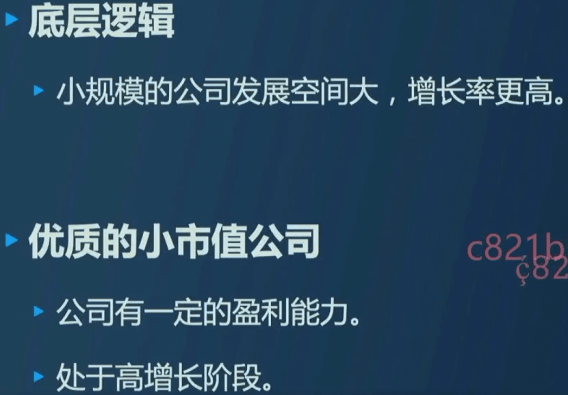 底层逻辑
小规模的公司发展空间大，增长率更高。
优质的小市值公司
c821b
ç82
公司有一定的盈利能力。
处于高增长阶段。